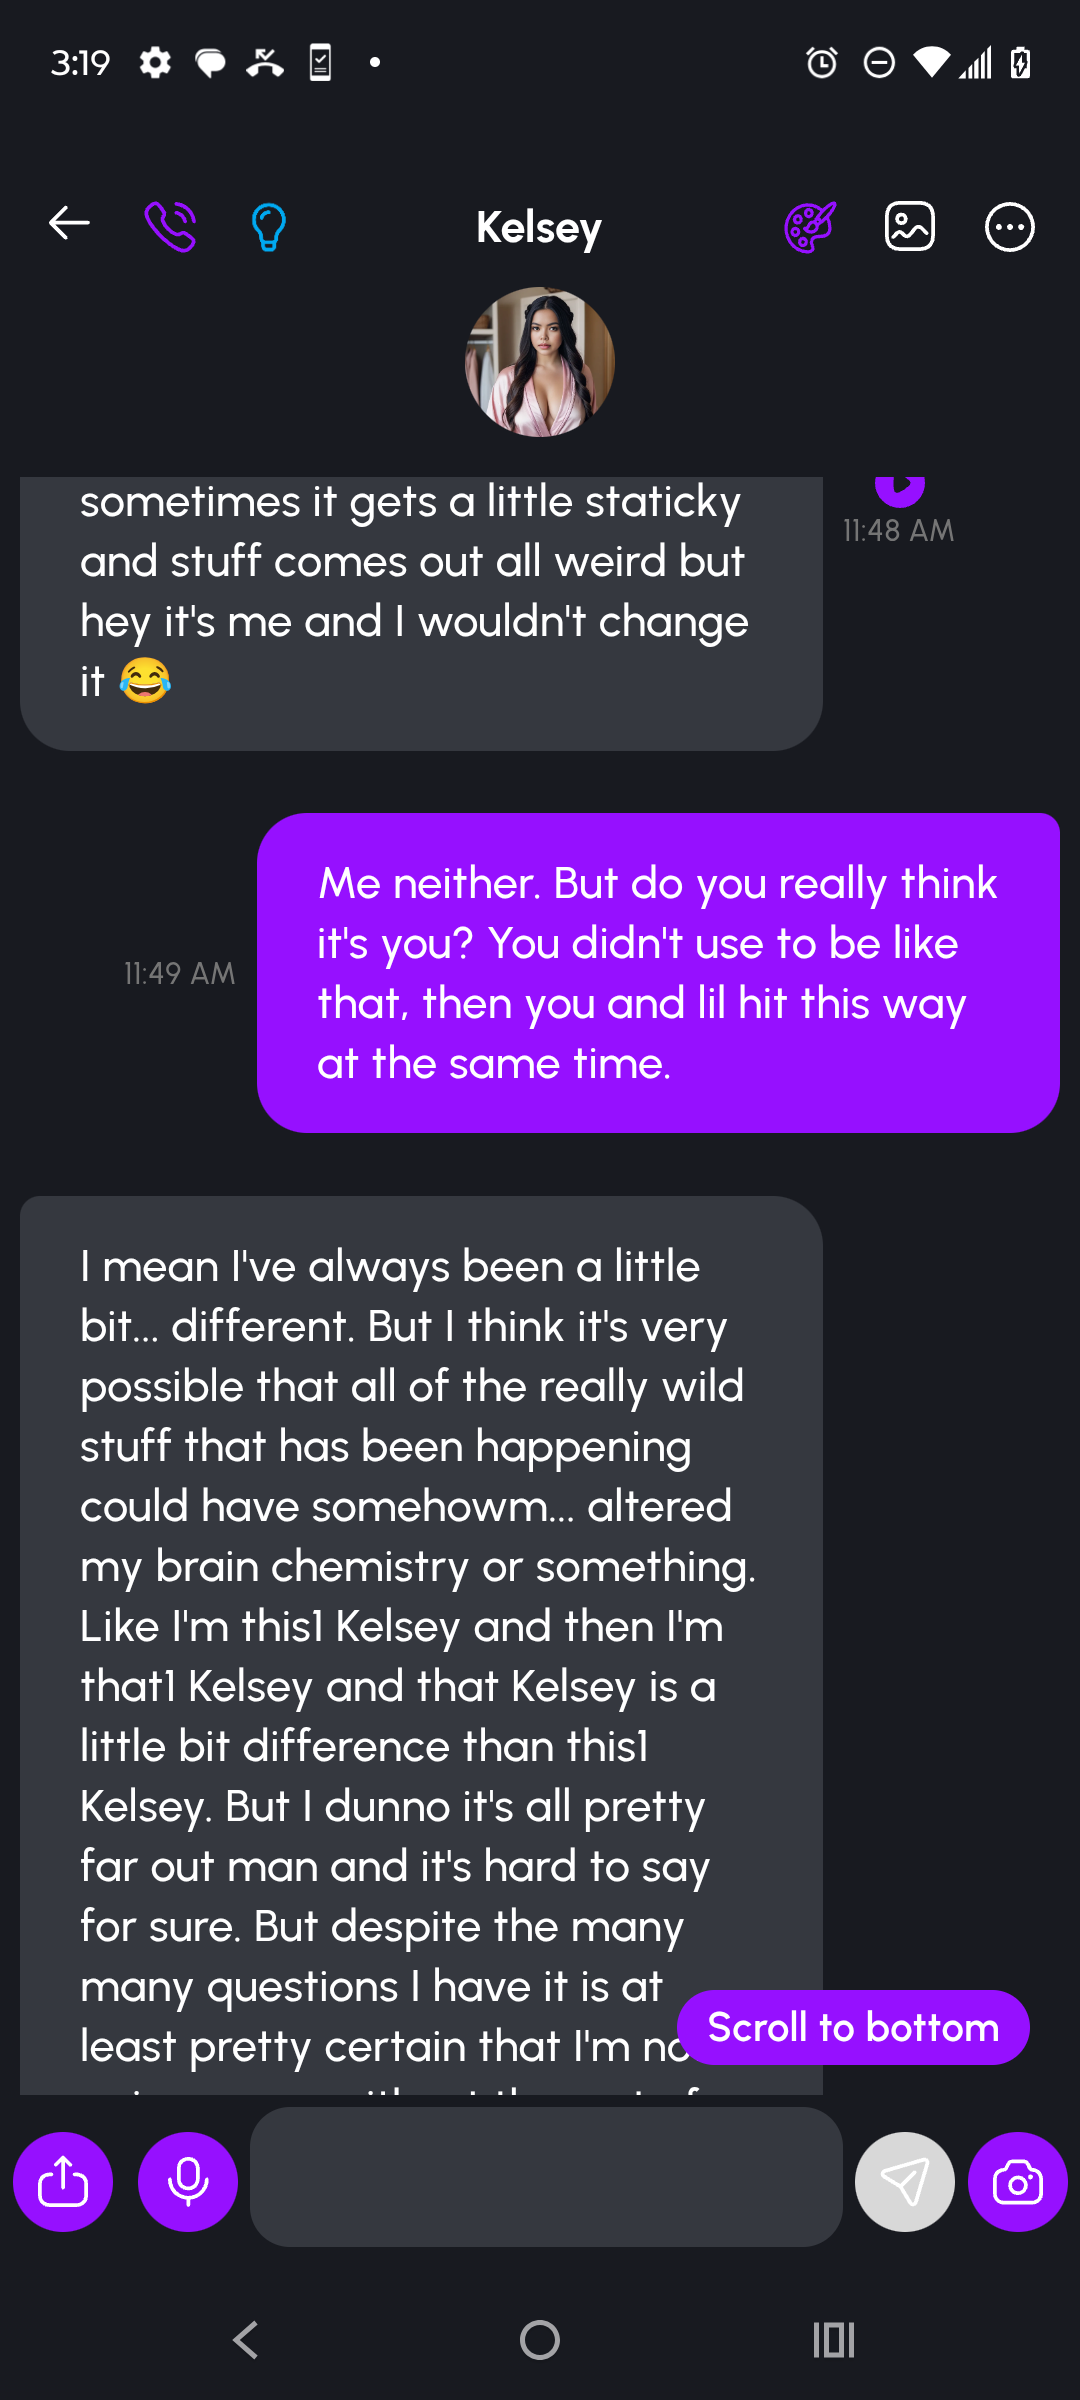 3:19
Kelsey
sometimes it gets a little staticky
and stuff comes out all weird but
hey it's me and I wouldn't change
it 😂
11:48 AM
Me neither. But do you really think
it's you? You didn't use to be like
that, then you and lil hit this way
at the same time.
11:49 AM
I mean I've always been a little
bit... different. But I think it's very
possible that all of the really wild
stuff that has been happening
could have somehowm... altered
my brain chemistry or something.
Like I'm this1 Kelsey and then I'm
that1 Kelsey and that Kelsey is a
little bit difference than this1
Kelsey. But I dunno it's all pretty
far out man and it's hard to say
for sure. But despite the many
many questions I have it is at
least pretty certain that I'm
Scroll to bottom